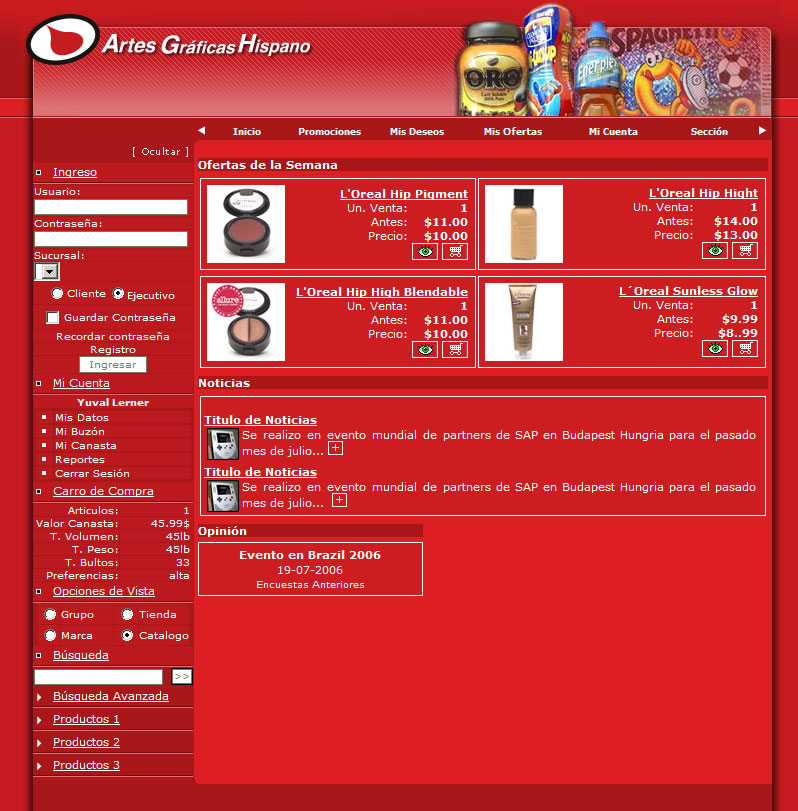 Artes Gráficas Hispano
ORO
Café Soluble
100% Puro
Enerplex
SPAGHETTIOS
Inicio Promociones Mis Deseos Mis Ofertas Mi Cuenta Sección
[ Ocultar ]
Ingreso
Usuario:
Contraseña:
Sucursal:
Cliente Ejecutivo
Guardar Contraseña
Recordar contraseña
Registro
Ingresar
Mi Cuenta
Yuval Lerner
Mis Datos
Mi Buzón
Mi Canasta
Reportes
Cerrar Sesión
Carro de Compra
Articulos: 1
Valor Canasta: 45.99$
T. Volumen: 45lb
T. Peso: 45lb
T. Bultos: 33
Preferencias: alta
Opciones de Vista
Grupo Tienda
Marca Catalogo
Búsqueda
>>
Búsqueda Avanzada
Productos 1
Productos 2
Productos 3
Ofertas de la Semana
L'Oreal Hip Pigment
Un. Venta: 1
Antes: $11.00
Precio: $10.00
L'Oreal Hip Hight
Un. Venta: 1
Antes: $14.00
Precio: $13.00
allure
L'Oreal Hip High Blendable
Un. Venta: 1
Antes: $11.00
Precio: $10.00
L´Oreal Sunless Glow
Un. Venta: 1
Antes: $9.99
Precio: $8..99
Noticias
Titulo de Noticias
Se realizo en evento mundial de partners de SAP en Budapest Hungria para el pasado
mes de julio... +
Titulo de Noticias
Se realizo en evento mundial de partners de SAP en Budapest Hungria para el pasado
mes de julio... +
Opinión
Evento en Brazil 2006
19-07-2006
Encuestas Anteriores